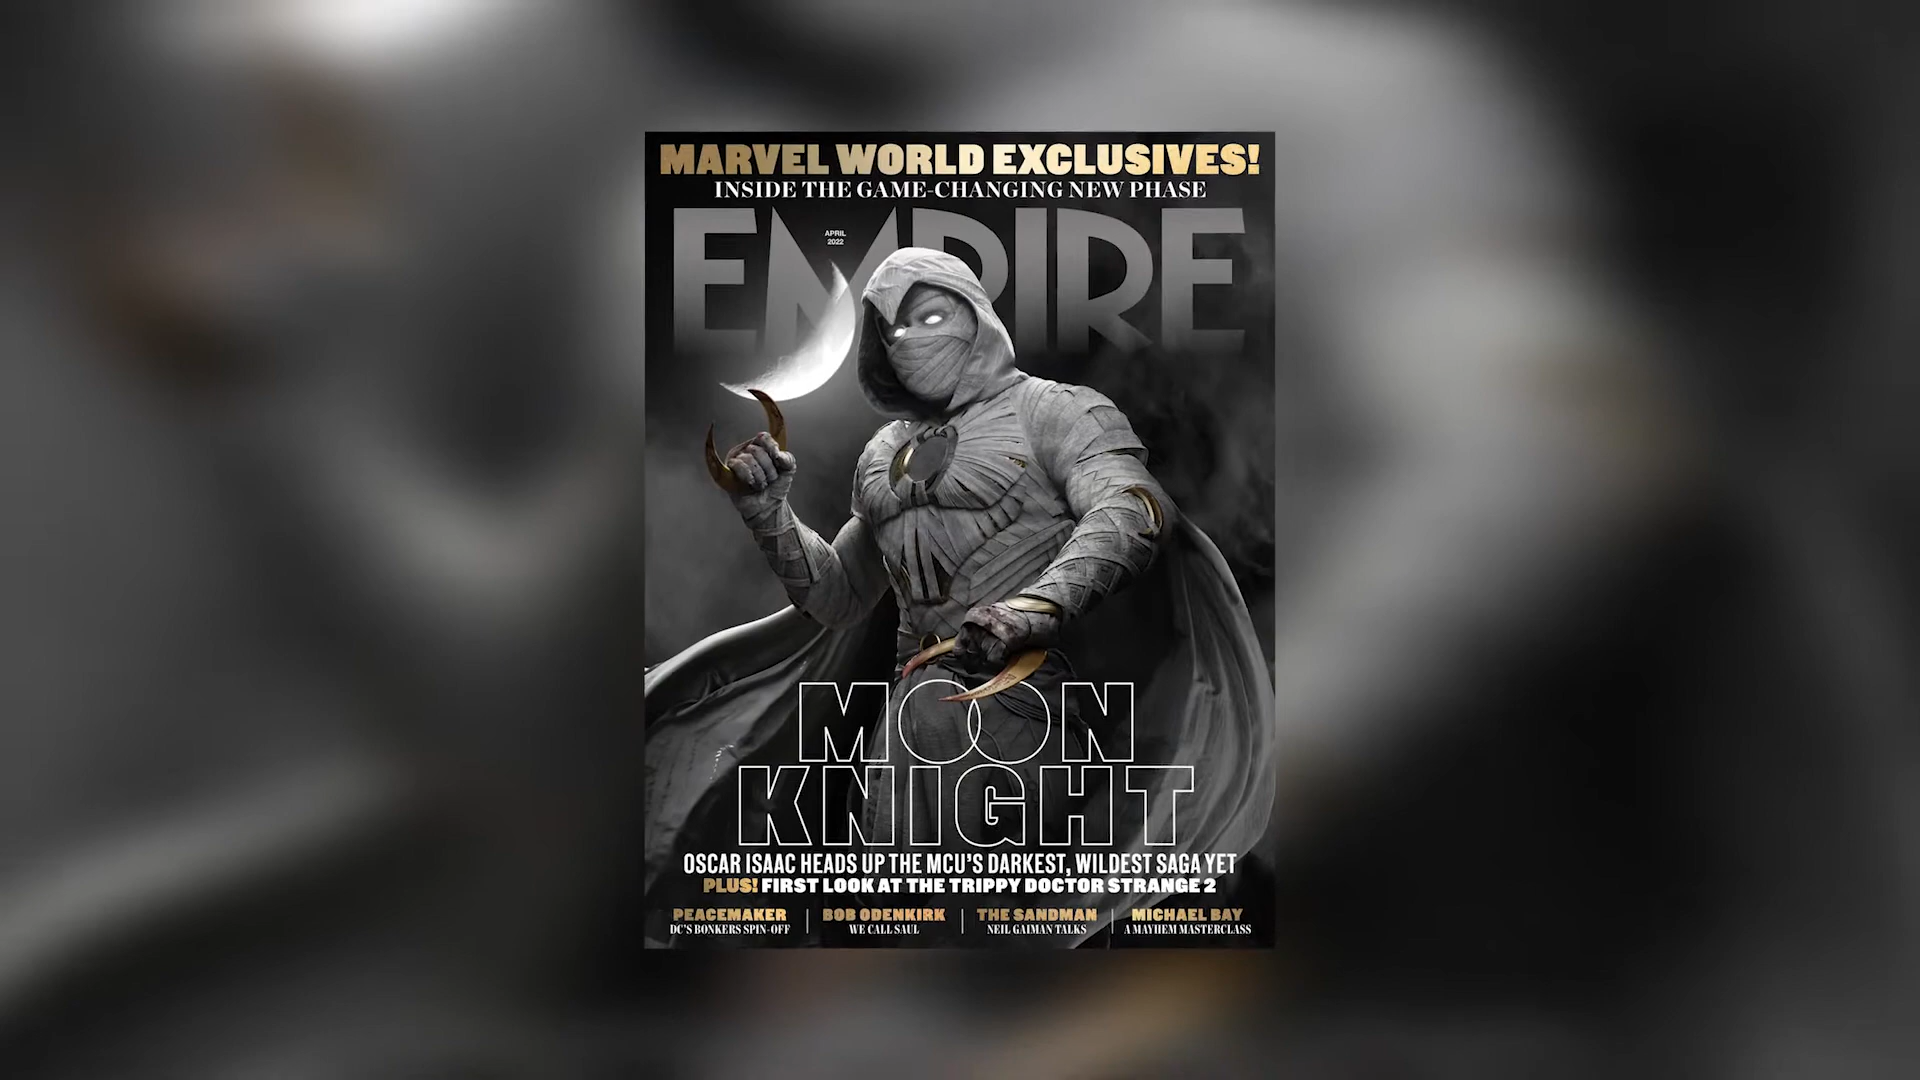 MARVEL WORLD EXCLUSIVES!
INSIDE THE GAME-CHANGING NEW PHASE
EMPIRE
APRIL
2022
MOON
KNIGHT
OSCAR ISAAC HEADS UP THE MCU'S DARKEST, WILDEST SAGA YET
PLUS! FIRST LOOK AT THE TRIPPY DOCTOR STRANGE 2
PEACEMAKER
DC'S BONKERS SPIN-OFF
BOB ODENKIRK
WE CALL SAUL
THE SANDMAN
NEIL GAIMAN TALKS
MICHAEL BAY
A MAYHEM MASTERCLASS